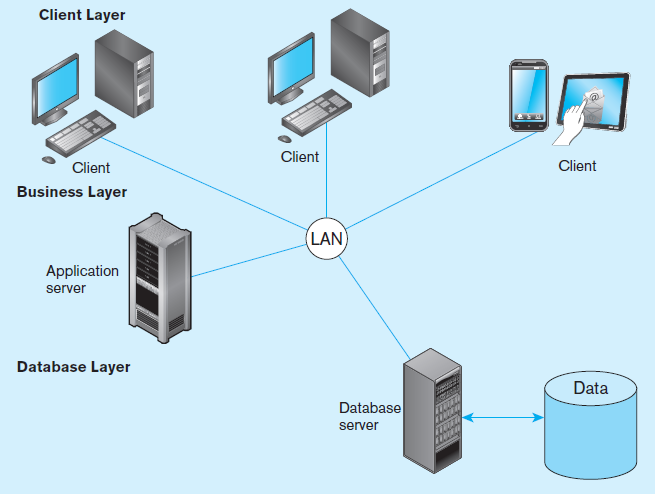 Client Layer
Client
Client
Client
Business Layer
LAN
Application
server
Database Layer
Data
Database
server